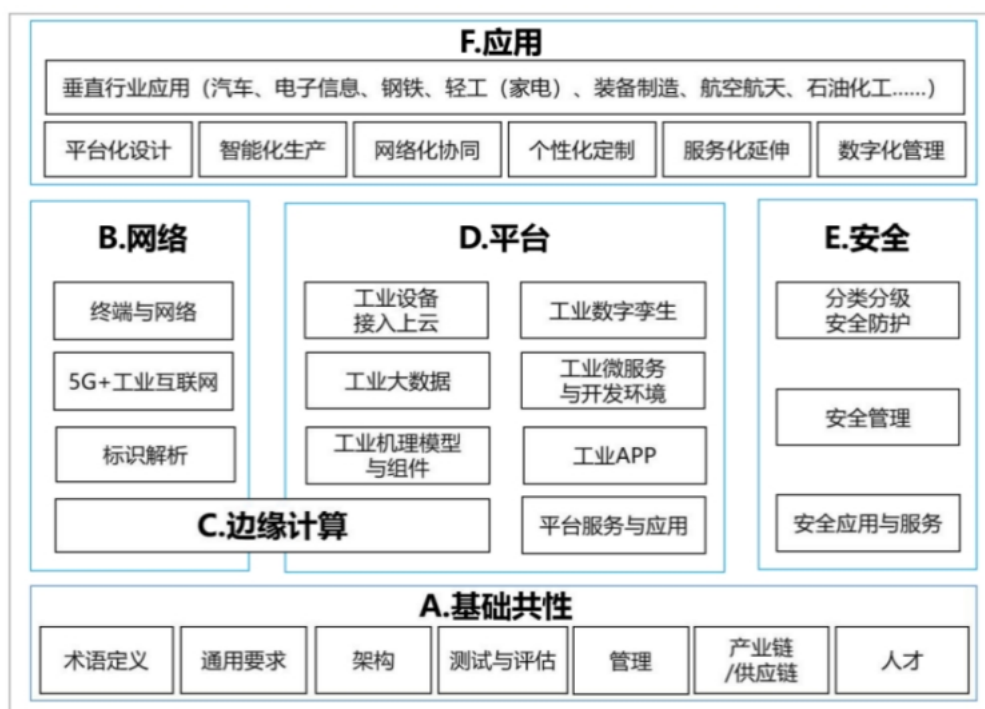 F.应用
垂直行业应用（汽车、电子信息、钢铁、轻工（家电）、装备制造、航空航天、石油化工......）
平台化设计
智能化生产
网络化协同
个性化定制
服务化延伸
数字化管理
B.网络
终端与网络
5G+工业互联网
标识解析
D.平台
工业设备
接入上云
工业数字孪生
工业大数据
工业微服务
与开发环境
工业机理模型
与组件
工业APP
平台服务与应用
C.边缘计算
E.安全
分类分级
安全防护
安全管理
安全应用与服务
A.基础共性
术语定义
通用要求
架构
测试与评估
管理
产业链
/供应链
人才